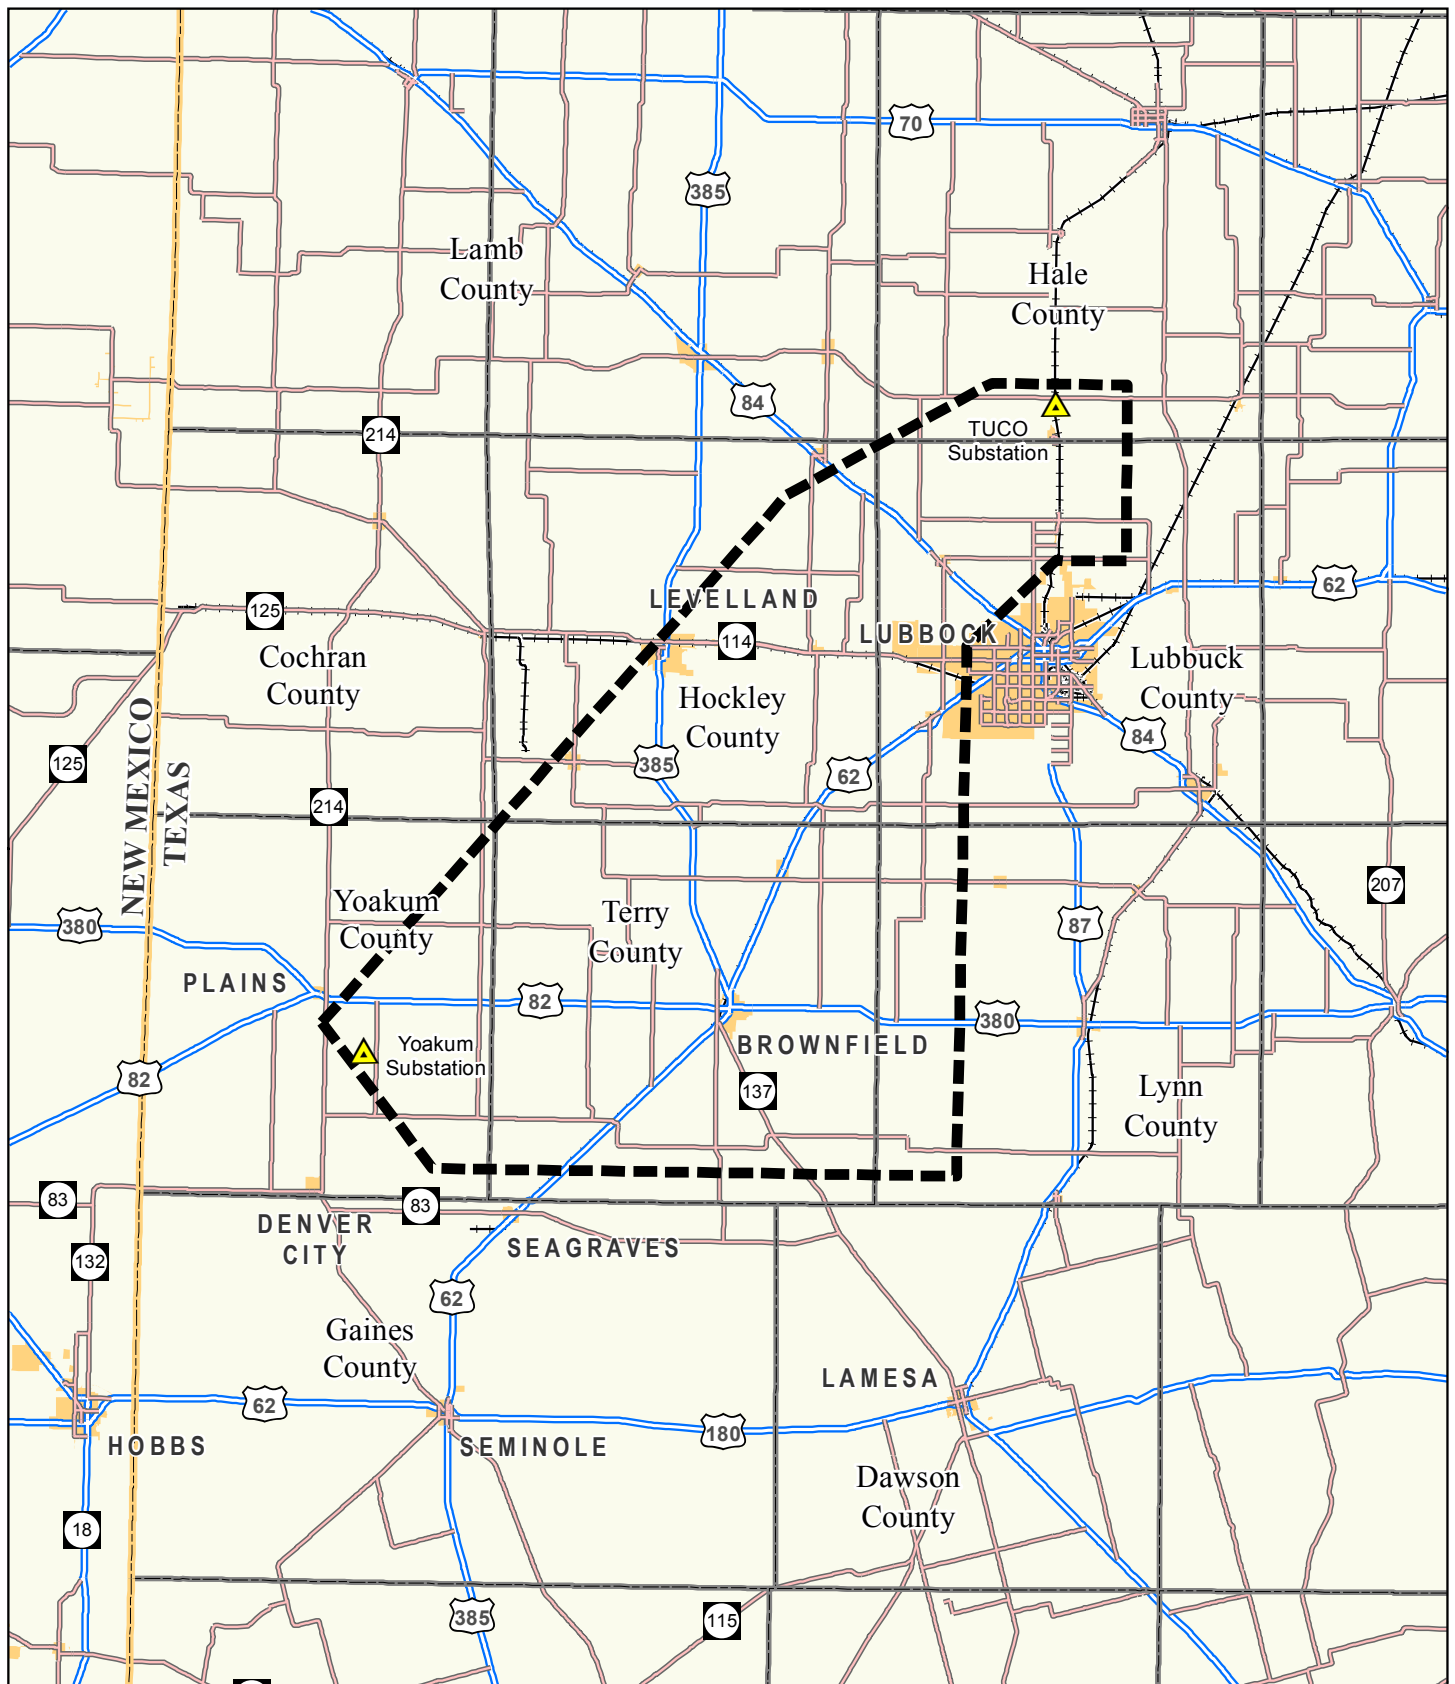 70
385
Lamb
County
Hale
County
84
214
TUCO
Substation
62
125
LEVELLAND
114
LUBBOCK
Cochran
County
Lubbuck
County
Hockley
County
125
NEW MEXICO
TEXAS
385
62
84
214
207
Yoakum
County
Terry
County
380
87
PLAINS
82
380
Yoakum
Substation
BROWNFIELD
82
137
Lynn
County
83
83
DENVER
CITY
SEAGRAVES
132
62
Gaines
County
LAMESA
62
180
HOBBS
SEMINOLE
Dawson
County
18
385
115